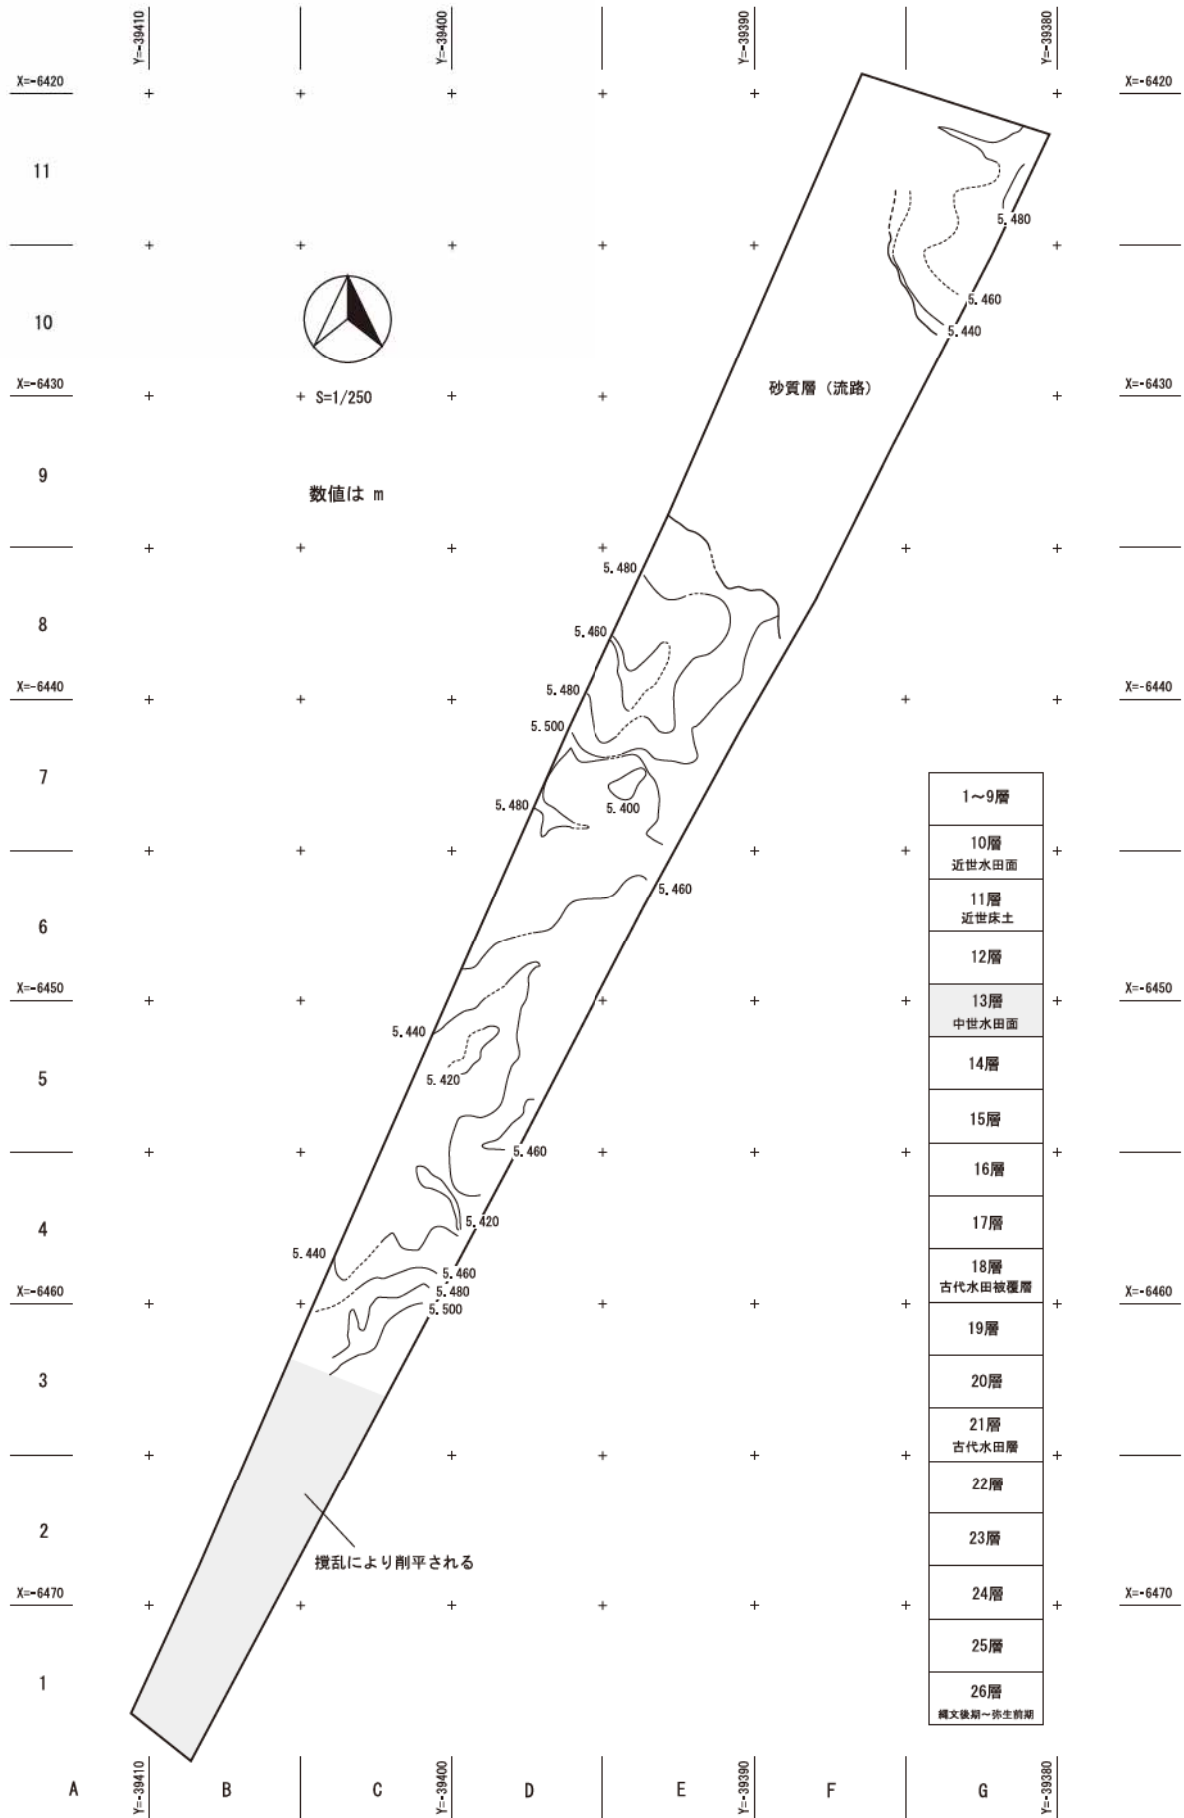 Y=-39410
Y=-39400
Y=-39390
Y=-39380
X=-6420
X=-6420
11
5.480
5.460
10
5.440
X=-6430
S=1/250
砂質層（流路）
X=-6430
9
数値は m
5.480
8
5.460
X=-6440
5.480
X=-6440
5.500
7
5.480
5.400
5.460
6
X=-6450
X=-6450
5.440
5
5.420
5.460
4
5.420
5.440
5.460
X=-6460
5.480
X=-6460
5.500
3
2
攪乱により削平される
X=-6470
X=-6470
1
1～9層
10層
近世水田面
11層
近世床土
12層
13層
中世水田面
14層
15層
16層
17層
18層
古代水田被覆層
19層
20層
21層
古代水田層
22層
23層
24層
25層
26層
縄文後期～弥生前期
A
Y=-39410
B
C
Y=-39400
D
E
Y=-39390
F
G
Y=-39380